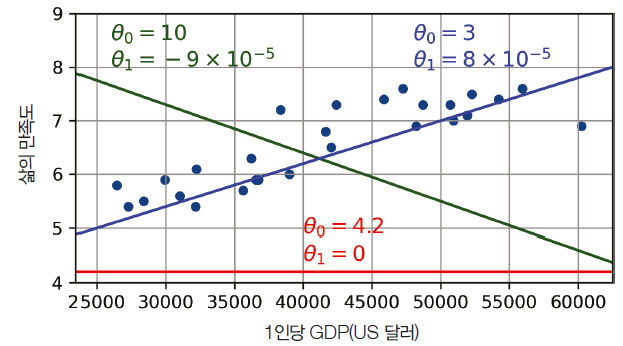 9
8
7
6
5
4
삶의 만족도
θ₀ = 10
θ₁ = − 9 × 10⁻⁵
θ₀ = 3
θ₁ = 8 × 10⁻⁵
θ₀ = 4.2
θ₁ = 0
25000 30000 35000 40000 45000 50000 55000 60000
1인당 GDP(US 달러)